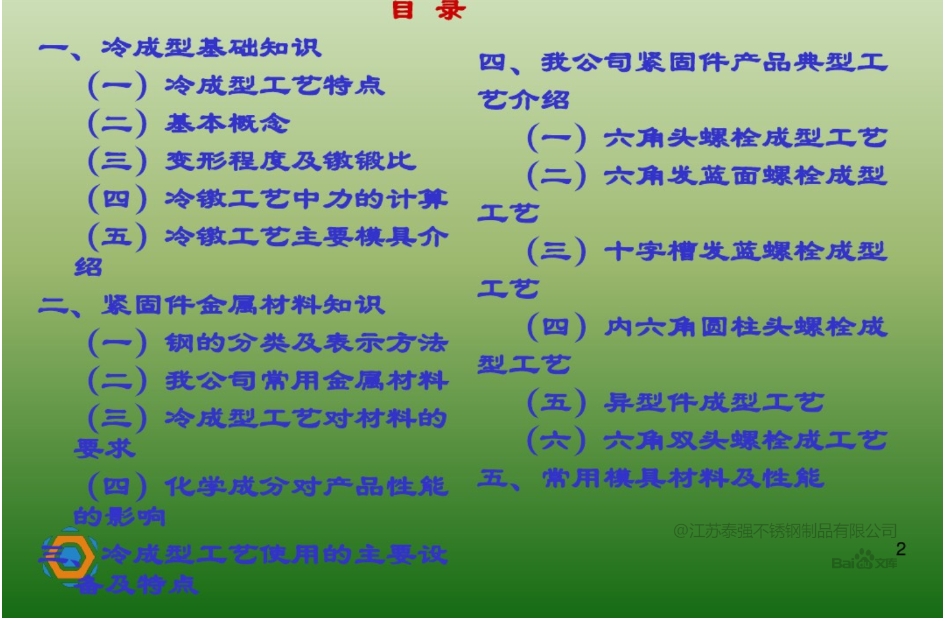 目 录
一、冷成型基础知识
(一) 冷成型工艺特点
(二) 基本概念
(三) 变形程度及镦锻比
(四) 冷镦工艺中力的计算
(五) 冷镦工艺主要模具介
绍
二、紧固件金属材料知识
(一) 钢的分类及表示方法
(二) 我公司常用金属材料
(三) 冷成型工艺对材料的
要求
(四) 化学成分对产品性能
的影响
三、冷成型工艺使用的主要设
备及特点
四、我公司紧固件产品典型工
艺介绍
(一) 六角头螺栓成型工艺
(二) 六角发蓝面螺栓成型
工艺
(三) 十字槽发蓝螺栓成型
工艺
(四) 内六角圆柱头螺栓成
型工艺
(五) 异型件成型工艺
(六) 六角双头螺栓成工艺
五、常用模具材料及性能
@江苏泰强不锈钢制品有限公司
2
Bai 文库